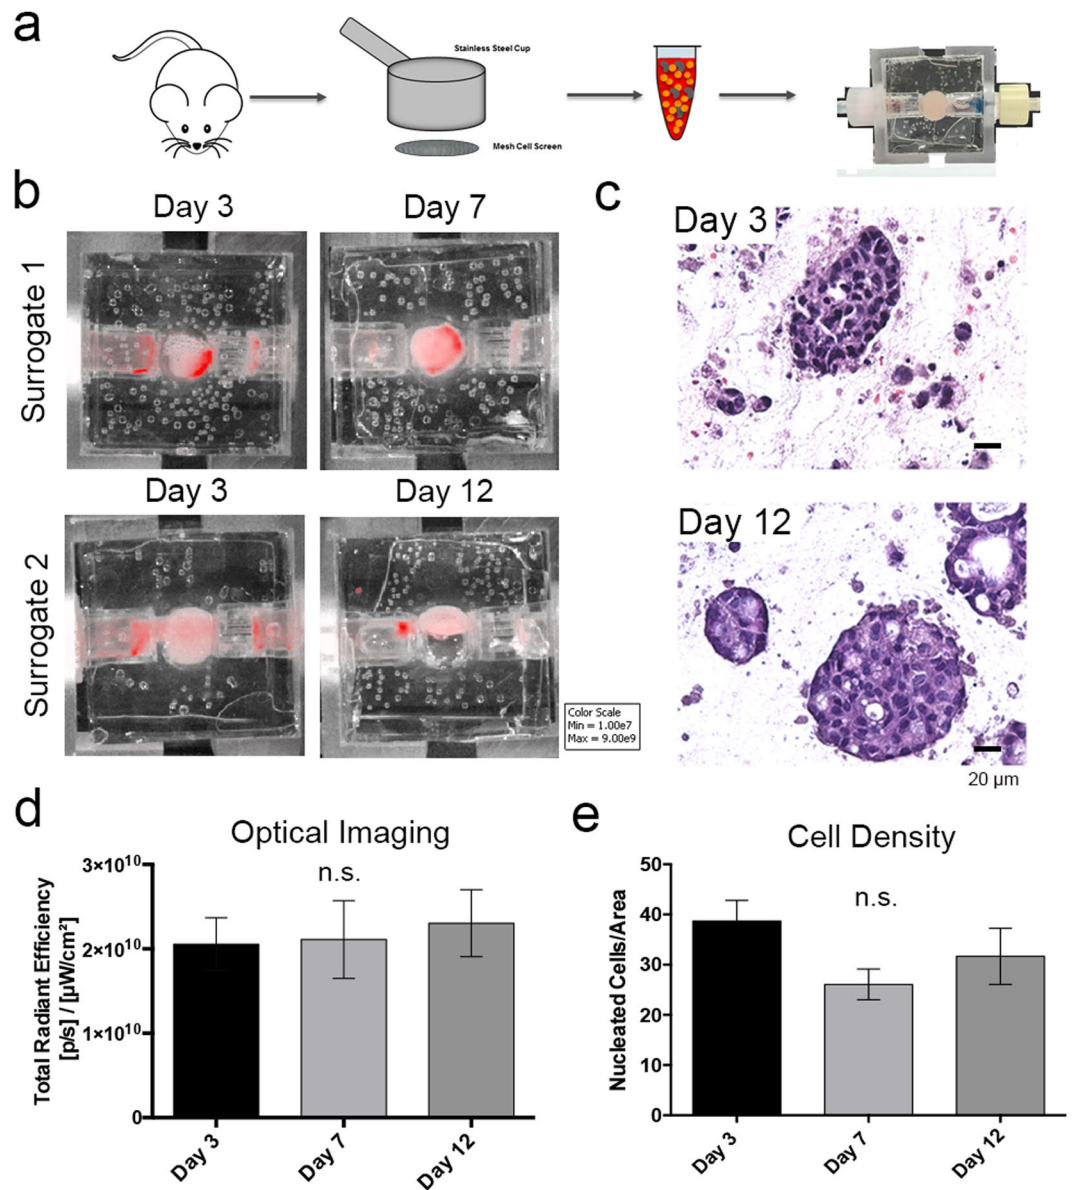 a
Stainless Steel Cup
Mesh Cell Screen
b
Day 3
Day 7
Surrogate 1
Day 3
Day 12
Surrogate 2
Color Scale
Min = 1.00e7
Max = 9.00e9
c
Day 3
Day 12
20 µm
d
Optical Imaging
Total Radiant Efficiency
[p/s] / [µW/cm²]
3×10¹⁰
2×10¹⁰
1×10¹⁰
0
n.s.
Day 3
Day 7
Day 12
e
Cell Density
Nucleated Cells/Area
50
40
30
20
10
0
n.s.
Day 3
Day 7
Day 12